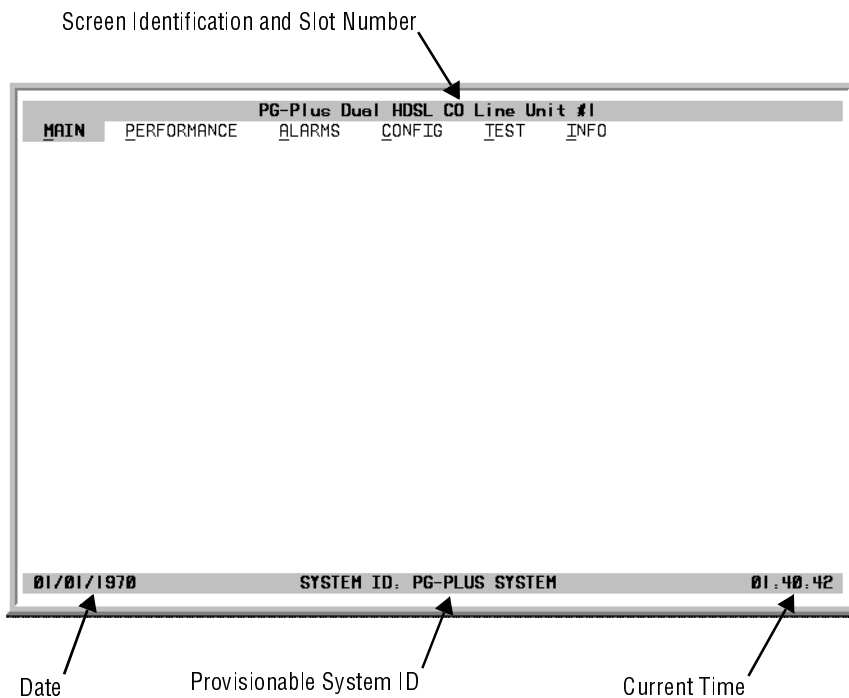 Screen Identification and Slot Number
PG-Plus Dual HDSL CO Line Unit #1
MAIN PERFORMANCE ALARMS CONFIG TEST INFO
01/01/1970 SYSTEM ID: PG-PLUS SYSTEM 01:40:42
Date Provisionable System ID Current Time